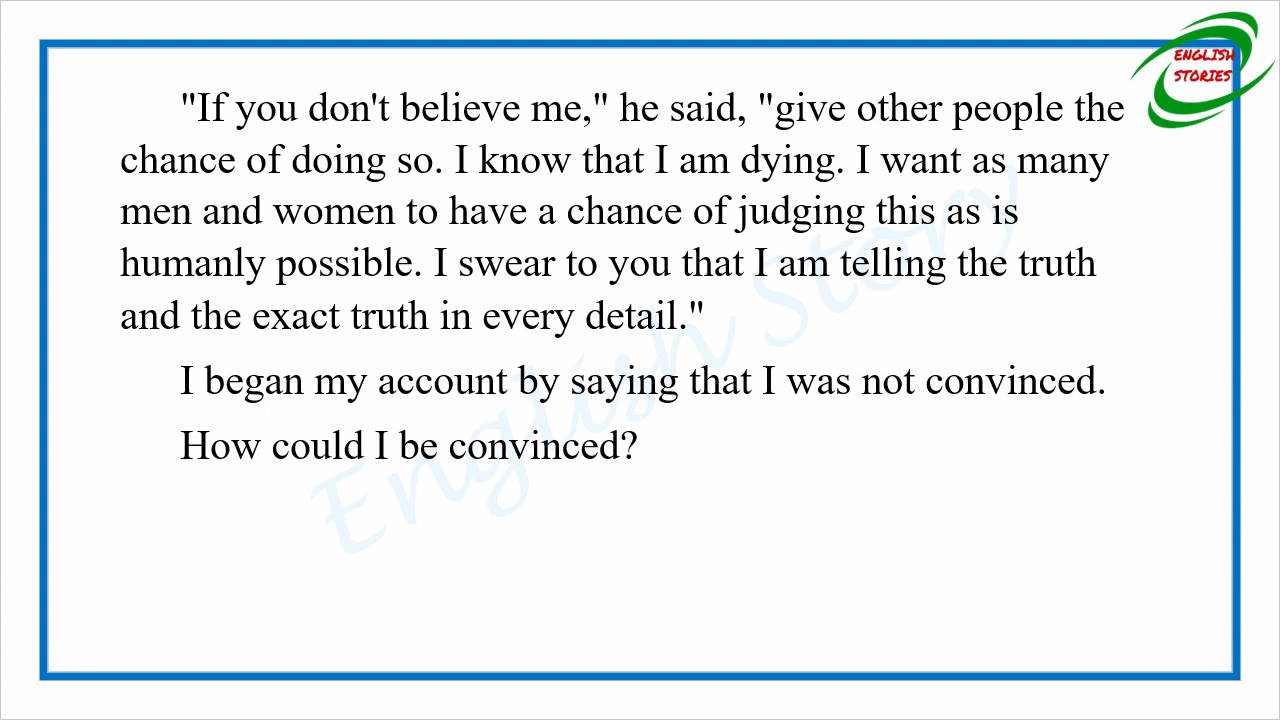 ENGLISH
STORIES
"If you don't believe me," he said, "give other people the
chance of doing so. I know that I am dying. I want as many
men and women to have a chance of judging this as is
humanly possible. I swear to you that I am telling the truth
and the exact truth in every detail."
I began my account by saying that I was not convinced.
How could I be convinced?
English Story